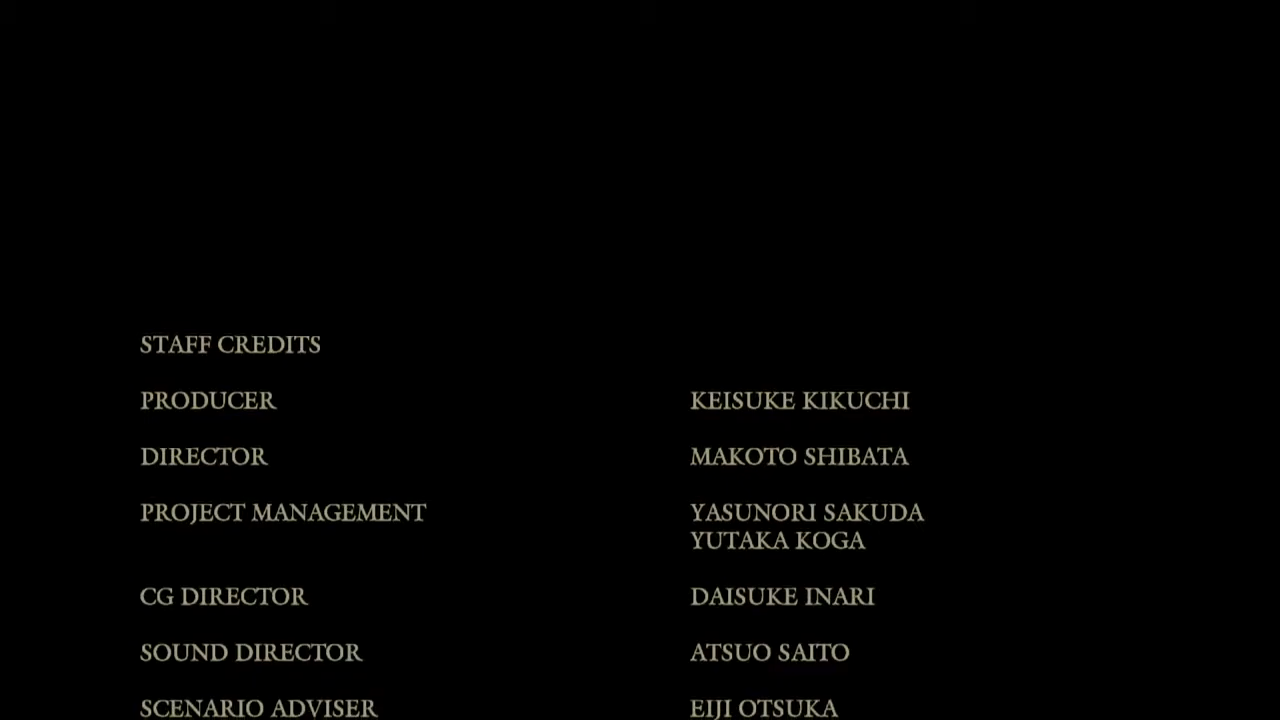 STAFF CREDITS
PRODUCER KEISUKE KIKUCHI
DIRECTOR MAKOTO SHIBATA
PROJECT MANAGEMENT YASUNORI SAKUDA
YUTAKA KOGA
CG DIRECTOR DAISUKE INARI
SOUND DIRECTOR ATSUO SAITO
SCENARIO ADVISER EIJI OTSUKA